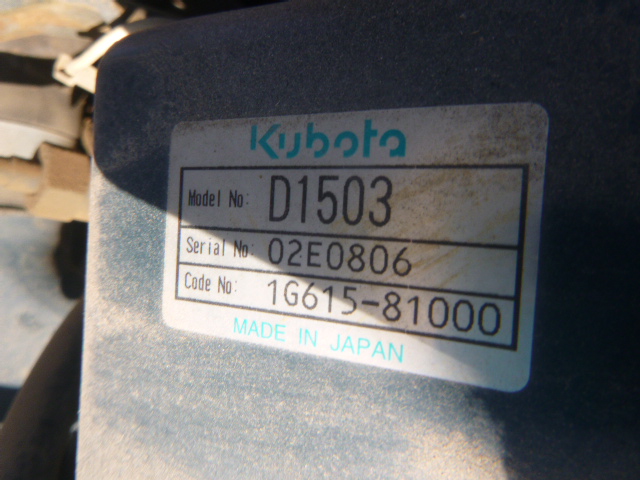 Kubota
Model No: D1503
Serial No: 02E0806
Code No: 1G615-81000
MADE IN JAPAN